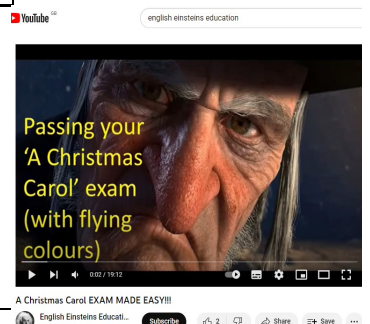 YouTube GB
english einsteins education
Passing your
'A Christmas
Carol' exam
(with flying
colours)
0:02 / 19:12
A Christmas Carol EXAM MADE EASY!!!
English Einsteins Educati...
Subscribe
2
Share
Save